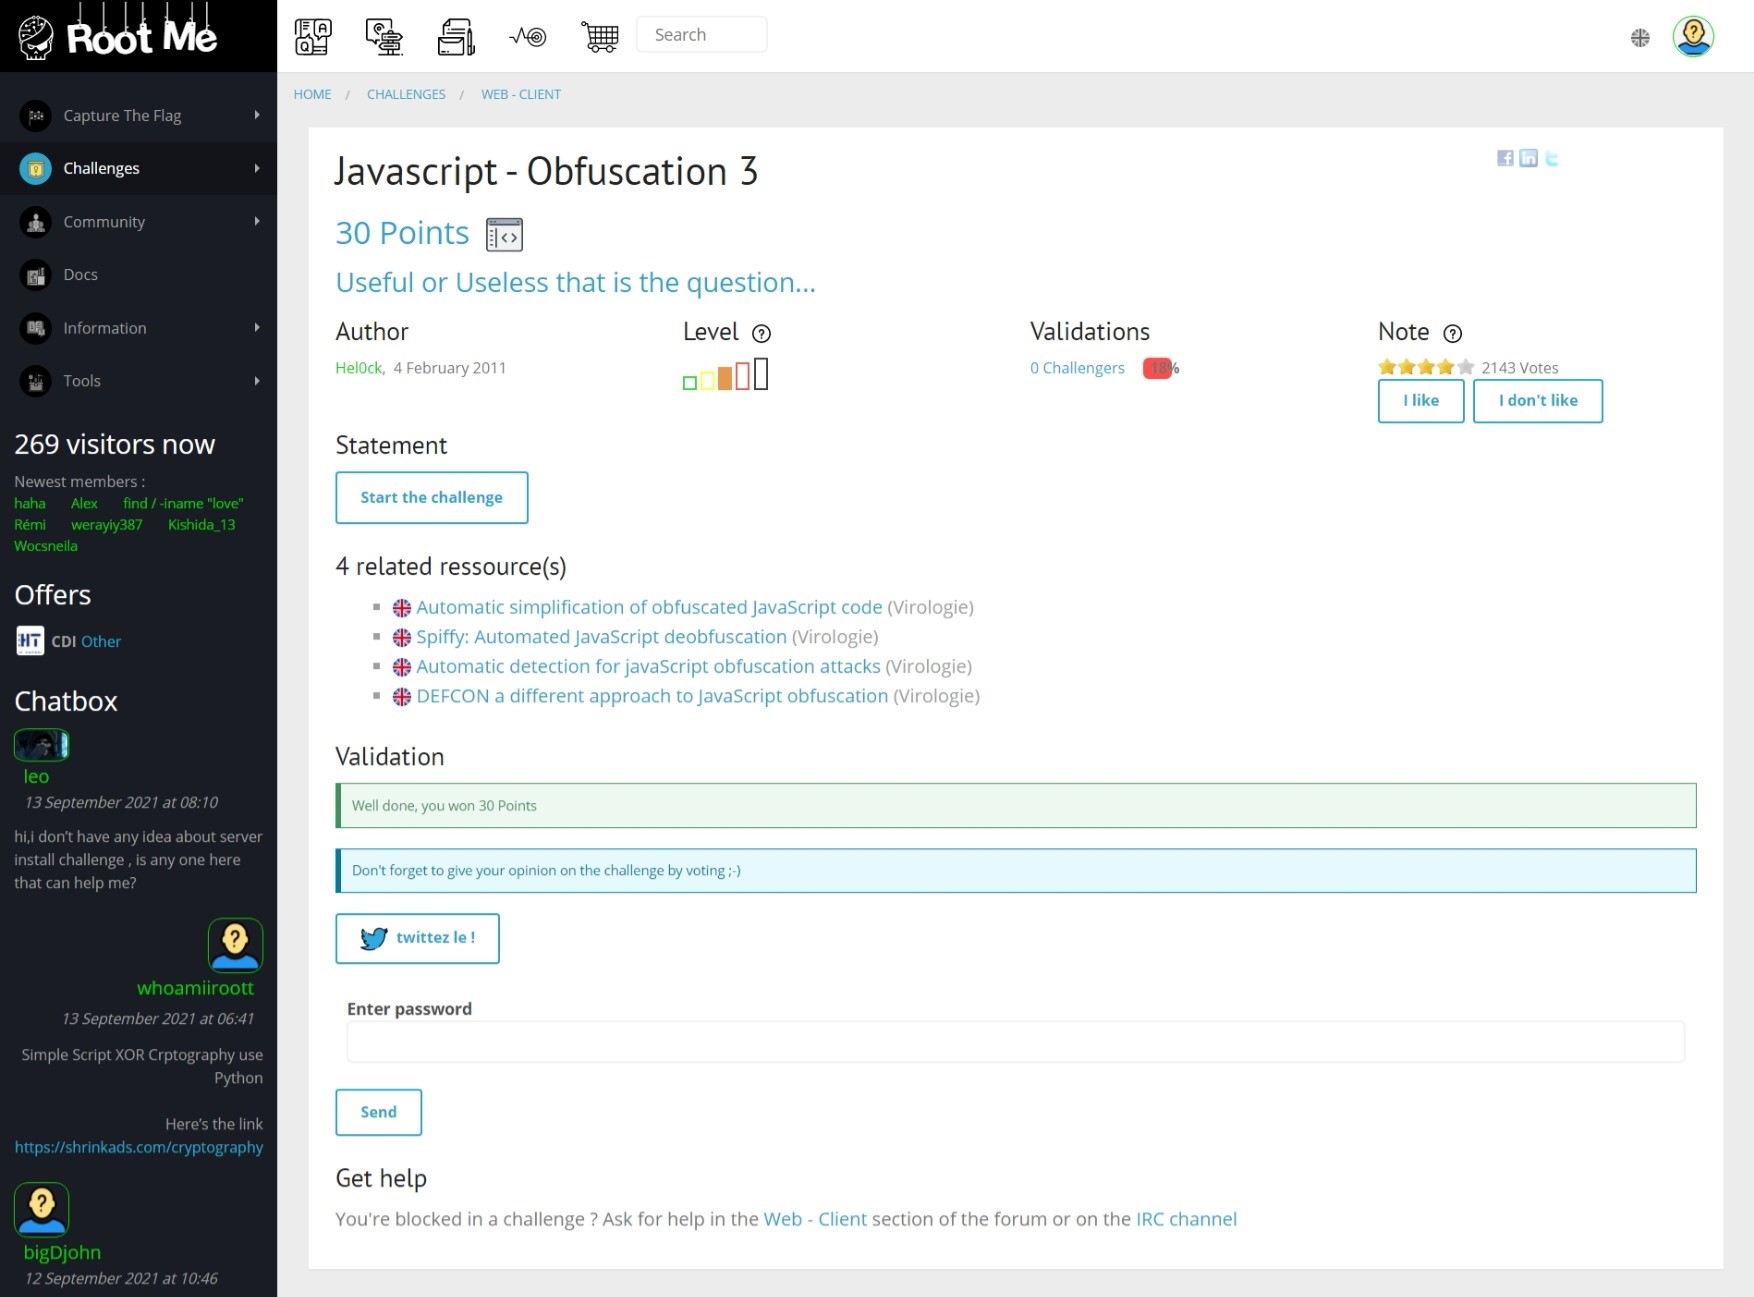 Root Me
Search
HOME / CHALLENGES / WEB - CLIENT
Capture The Flag
Challenges
Community
Docs
Information
Tools
269 visitors now
Newest members :
haha Alex find / -iname "love"
Rémi werayiy387 Kishida_13
Wocsneila
Offers
CDI Other
Chatbox
leo
13 September 2021 at 08:10
hi,i don't have any idea about server
install challenge , is any one here
that can help me?
whoamiiroott
13 September 2021 at 06:41
Simple Script XOR Crptography use
Python
Here's the link
https://shrinkads.com/cryptography
bigDjohn
12 September 2021 at 10:46
Javascript - Obfuscation 3
30 Points
Useful or Useless that is the question...
Author
Hel0ck, 4 February 2011
Level
Validations
0 Challengers 18%
Note
2143 Votes
I like I don't like
Statement
Start the challenge
4 related ressource(s)
Automatic simplification of obfuscated JavaScript code (Virologie)
Spiffy: Automated JavaScript deobfuscation (Virologie)
Automatic detection for javaScript obfuscation attacks (Virologie)
DEFCON a different approach to JavaScript obfuscation (Virologie)
Validation
Well done, you won 30 Points
Don't forget to give your opinion on the challenge by voting ;-)
twittez le !
Enter password
Send
Get help
You're blocked in a challenge ? Ask for help in the Web - Client section of the forum or on the IRC channel